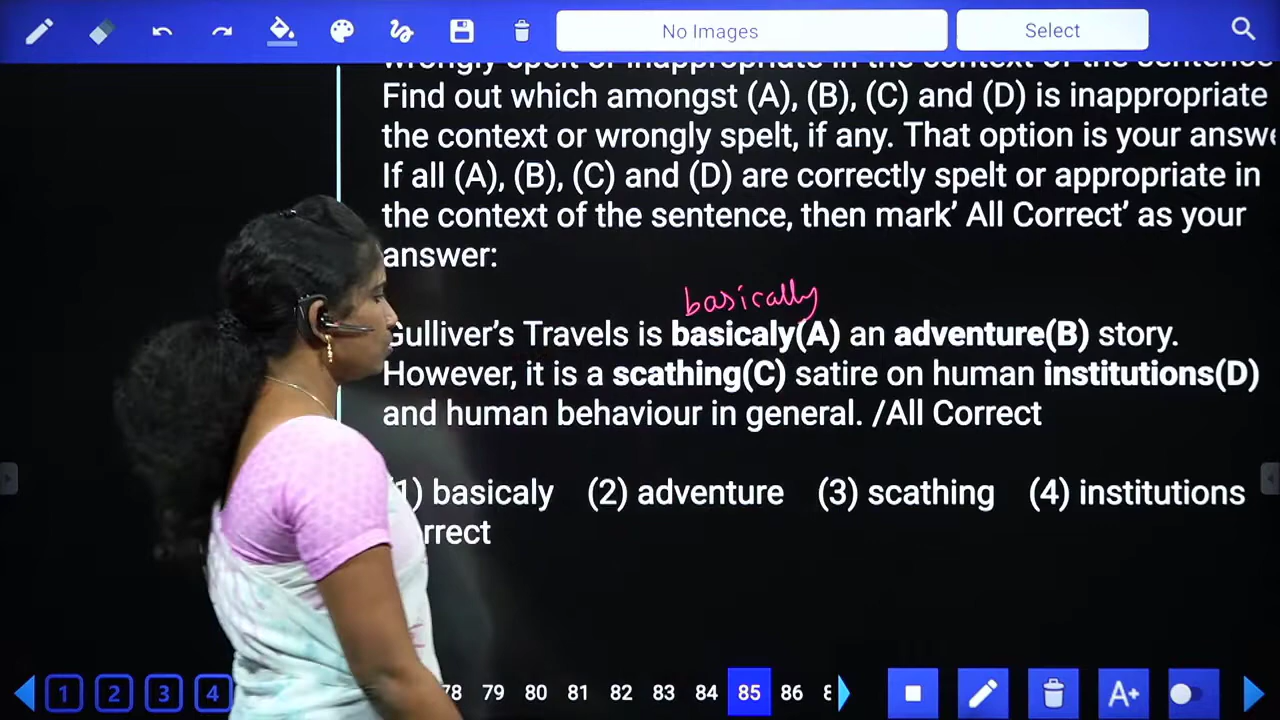 No Images
Select
wrongly spelt or inappropriate in the context of the sentence
Find out which amongst (A), (B), (C) and (D) is inappropriate
the context or wrongly spelt, if any. That option is your answe
If all (A), (B), (C) and (D) are correctly spelt or appropriate in
the context of the sentence, then mark’ All Correct’ as your
answer:
basically
Gulliver’s Travels is basicaly(A) an adventure(B) story.
However, it is a scathing(C) satire on human institutions(D)
and human behaviour in general. /All Correct
1) basicaly (2) adventure (3) scathing (4) institutions
rrect
1 2 3 4 78 79 80 81 82 83 84 85 86 8
A+